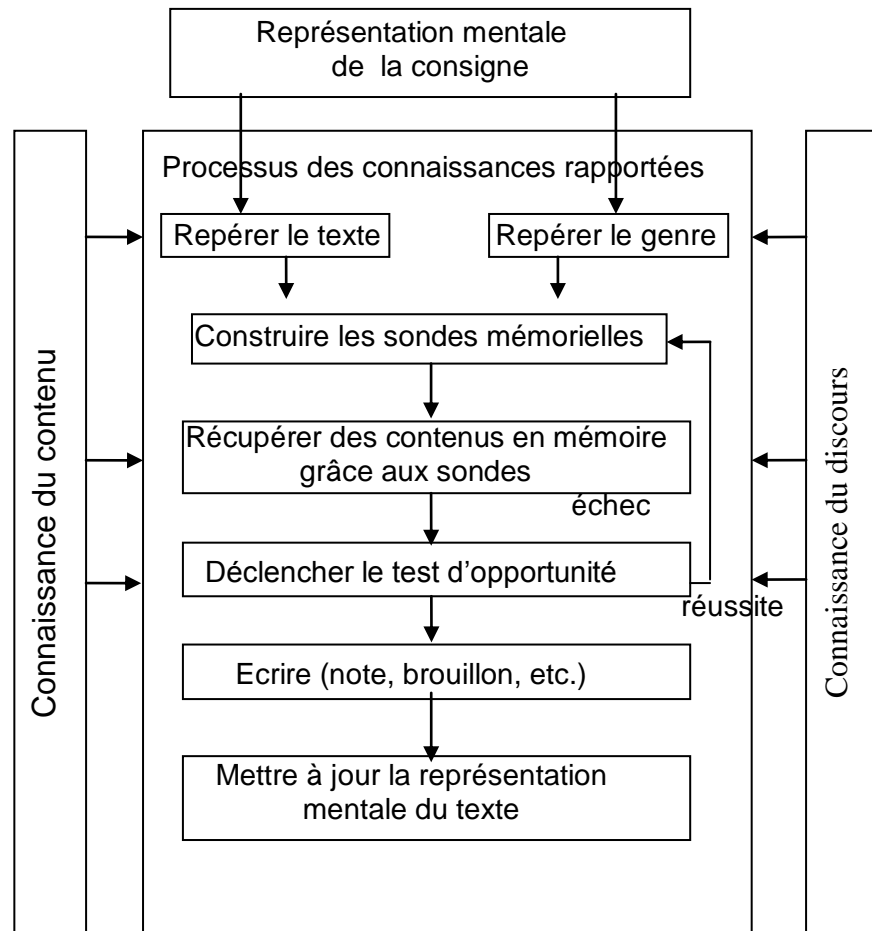 Représentation mentale
de la consigne
Processus des connaissances rapportées
Repérer le texte
Repérer le genre
Construire les sondes mémorielles
Récupérer des contenus en mémoire
grâce aux sondes
échec
Déclencher le test d'opportunité
réussite
Ecrire (note, brouillon, etc.)
Mettre à jour la représentation
mentale du texte
Connaissance du contenu
Connaissance du discours